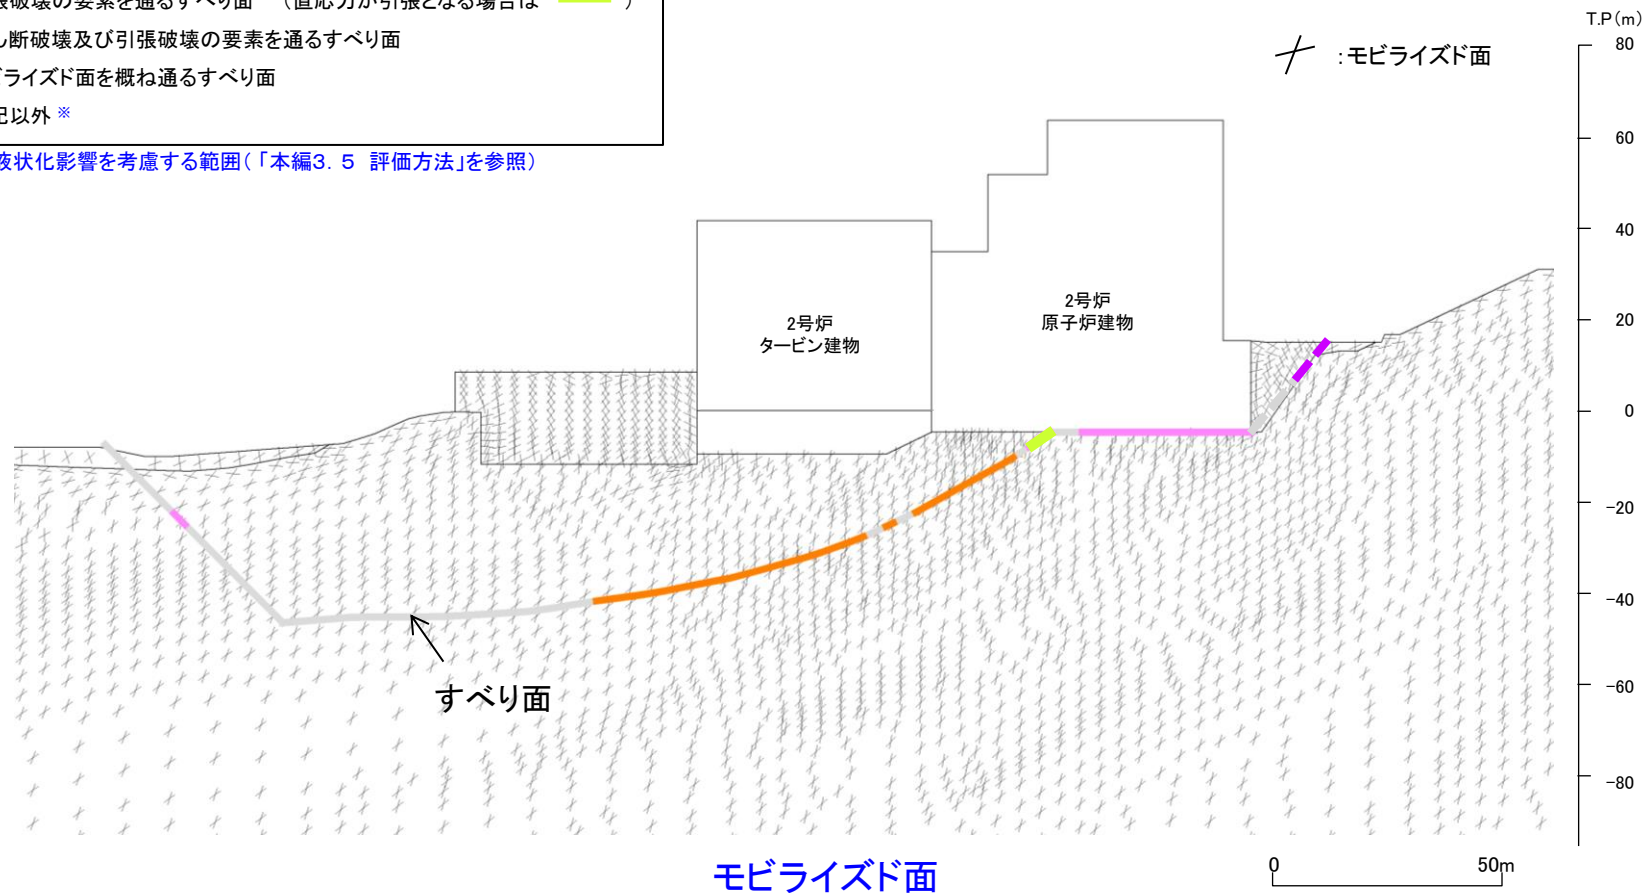 張破壊の要素を通るすべり面 (直応力が引張となる場合は )
断破壊及び引張破壊の要素を通るすべり面
ライズド面を概ね通るすべり面
以外 ※
液状化影響を考慮する範囲(「本編3.5 評価方法」を参照)
:モビライズド面
T.P(m)
80
60
40
20
0
-20
-40
-60
-80
2号炉
タービン建物
2号炉
原子炉建物
すべり面
モビライズド面
0 50m